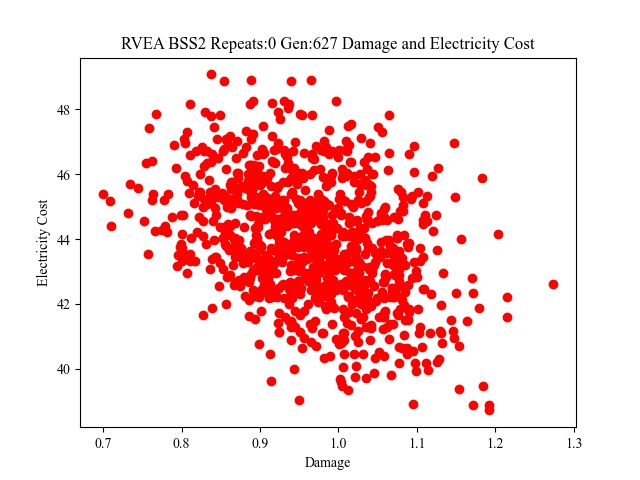 RVEA BSS2 Repeats:0 Gen:627 Damage and Electricity Cost
48
46
44
42
40
Electricity Cost
0.7 0.8 0.9 1.0 1.1 1.2 1.3
Damage